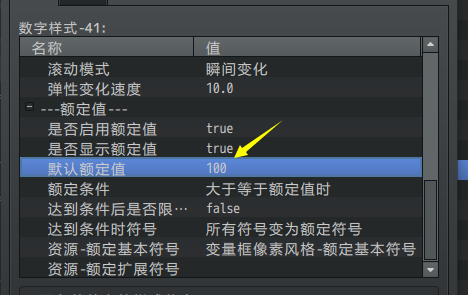 数字样式-41:
名称 值
滚动模式 瞬间变化
弹性变化速度 10.0
---额定值---
是否启用额定值 true
是否显示额定值 true
默认额定值 100
额定条件 大于等于额定值时
达到条件后是否限… false
达到条件时符号 所有符号变为额定符号
资源-额定基本符号 变量框像素风格-额定基本符号
资源-额定扩展符号